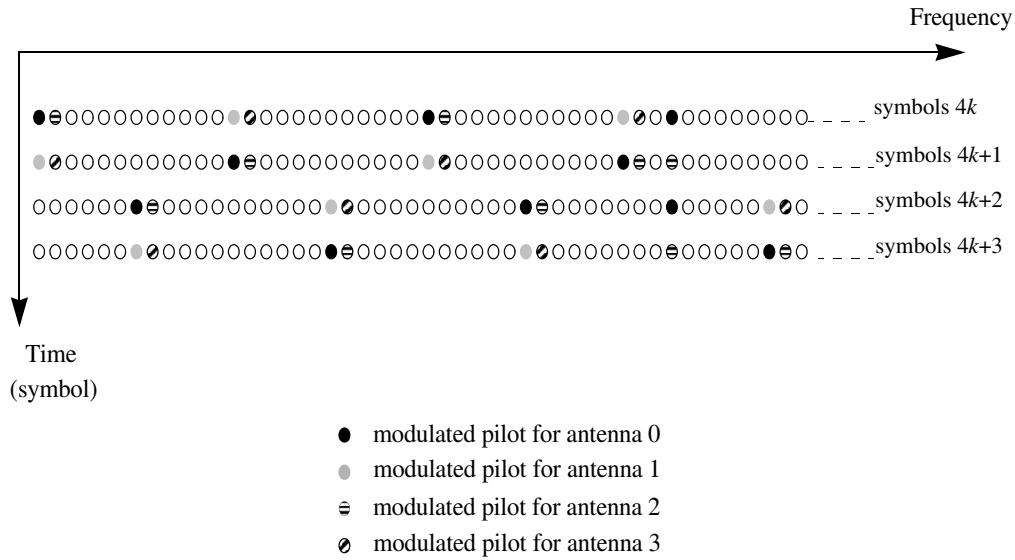 Frequency
symbols 4k
symbols 4k+1
symbols 4k+2
symbols 4k+3
Time
(symbol)
modulated pilot for antenna 0
modulated pilot for antenna 1
modulated pilot for antenna 2
modulated pilot for antenna 3